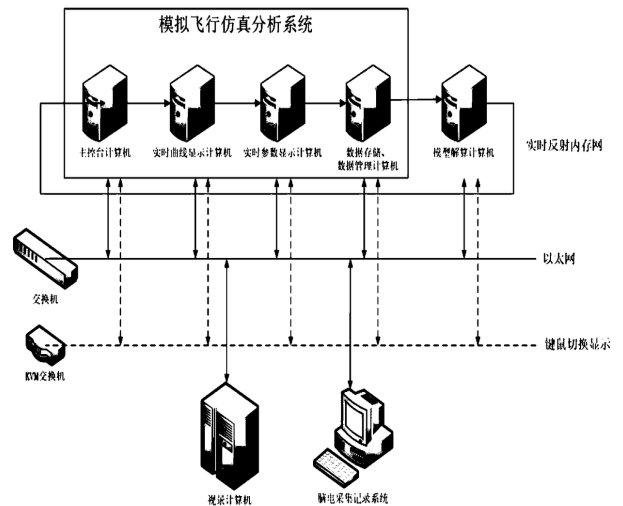 模拟飞行仿真分析系统
主控台计算机
实时曲线显示计算机
实时参数显示计算机
数据存储、
数据管理计算机
模型解算计算机
实时反射内存网
以太网
交换机
键鼠切换显示
KVM交换机
视景计算机
脑电采集记录系统